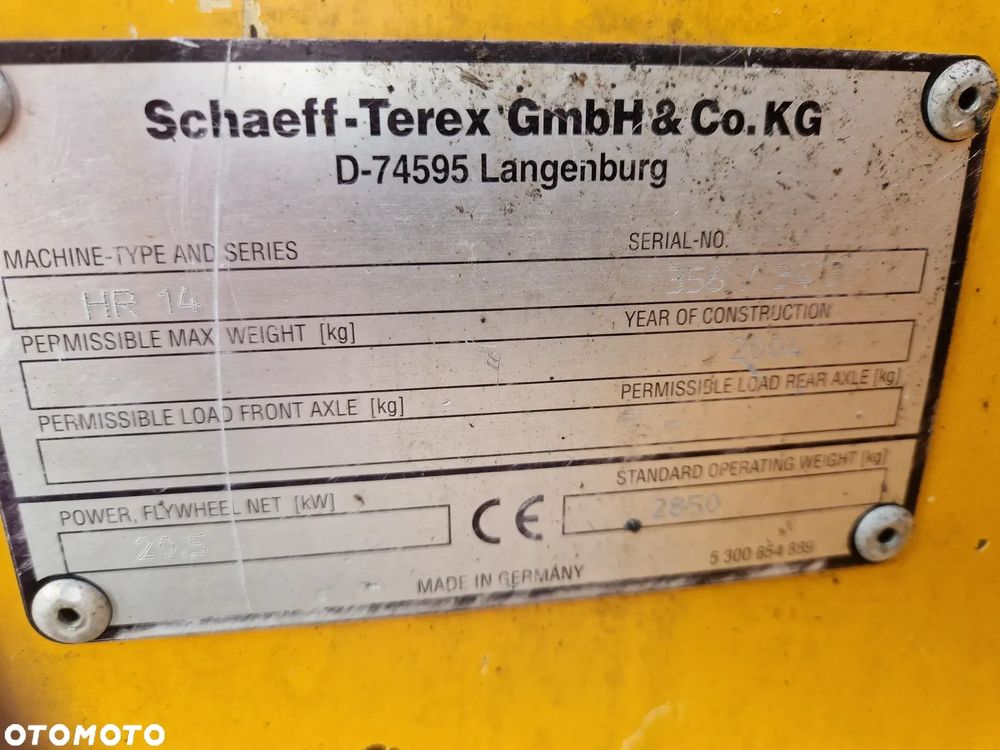 Schaeff-Terex GmbH & Co. KG
D-74595 Langenburg
MACHINE-TYPE AND SERIES SERIAL-NO.
HR 14 356 /
PERMISSIBLE MAX. WEIGHT [kg] YEAR OF CONSTRUCTION
2004
PERMISSIBLE LOAD FRONT AXLE [kg] PERMISSIBLE LOAD REAR AXLE [kg]
POWER, FLYWHEEL NET [kW] CE STANDARD OPERATING WEIGHT [kg]
20.5 2850
MADE IN GERMANY 5 300 654 889
OTOMOTO